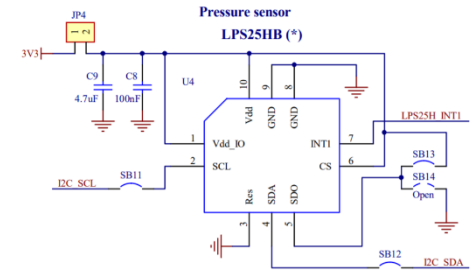 Pressure sensor
LPS25HB (*)
JP4
1 2
3V3
C9
4.7uF
C8
100nF
U4
10
9
8
Vdd
GND
GND
1
Vdd_IO
2
SCL
INT1
7
LPS25H_INT1
CS
6
Res
SDA
SDO
3
4
5
I2C_SCL
SB11
SB13
SB14
Open
SB12
I2C_SDA